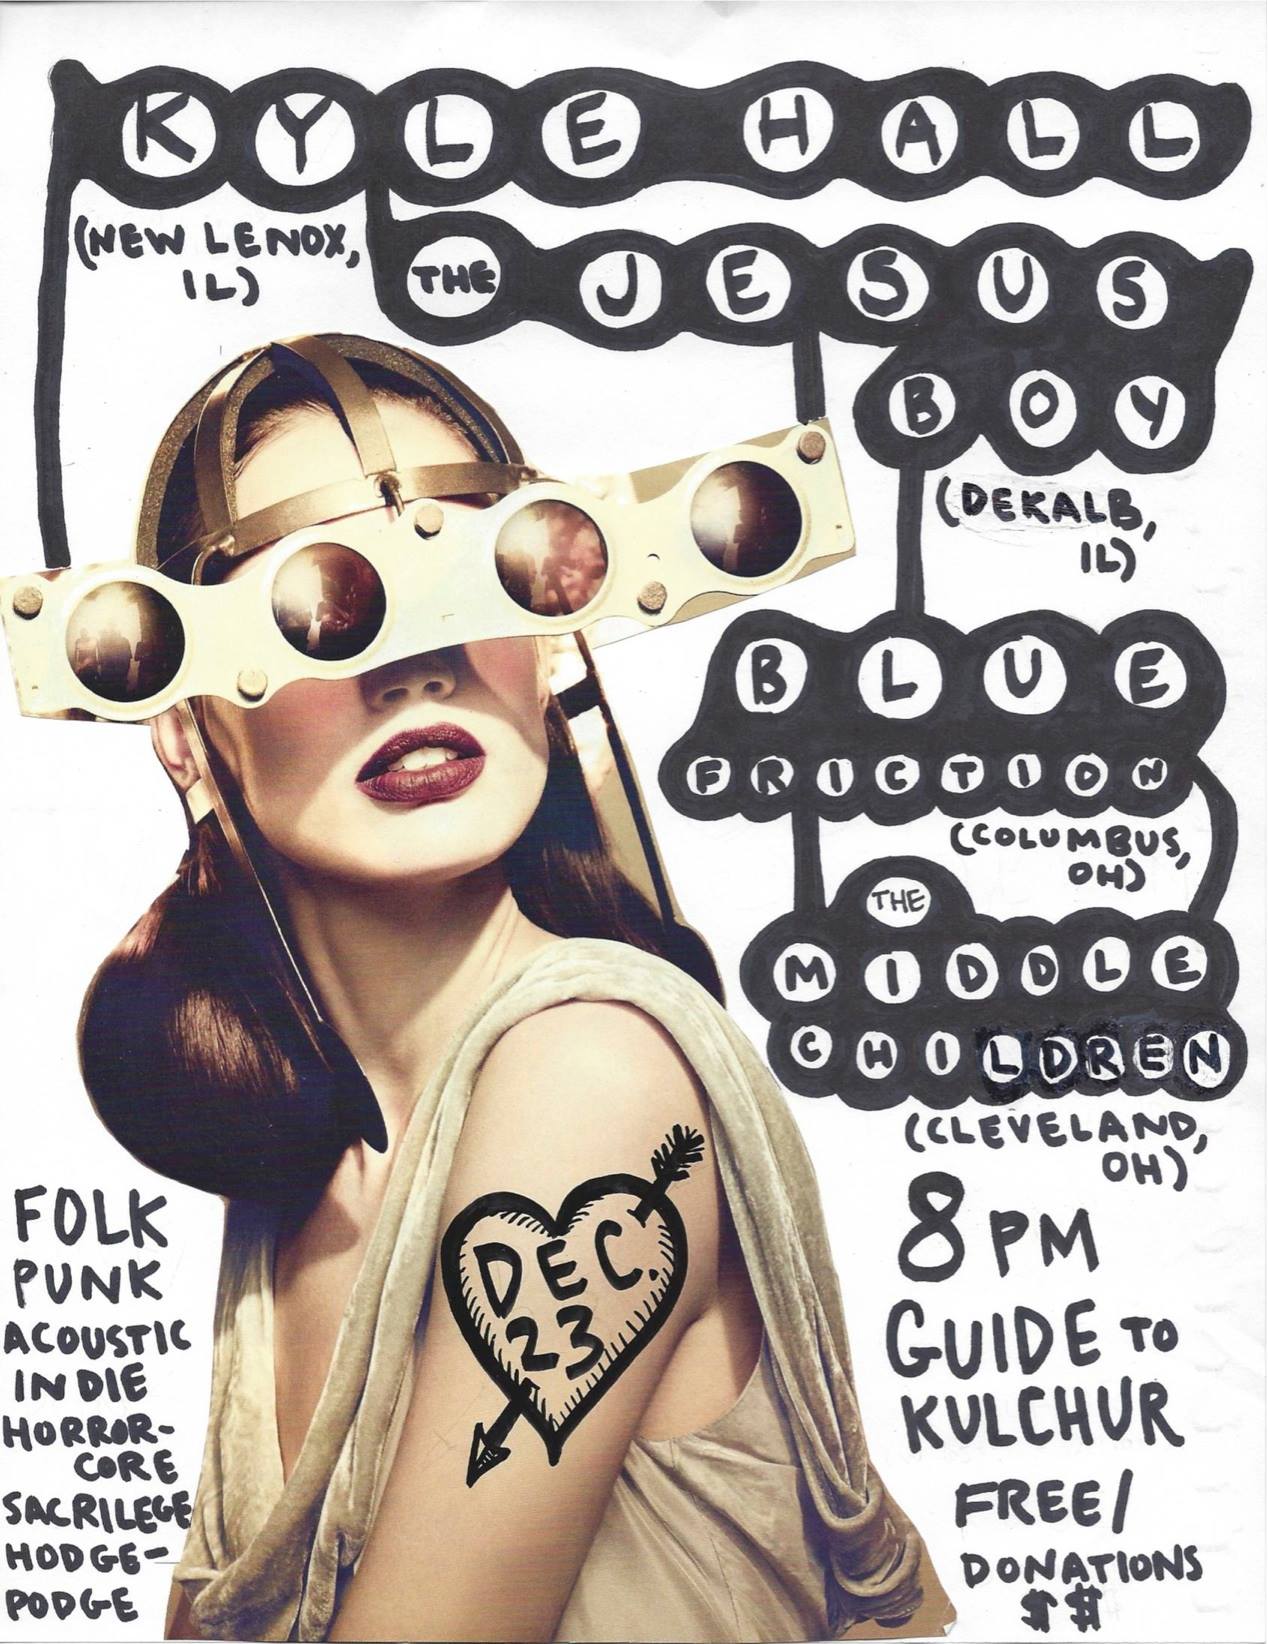 KYLE HALL
(NEW LENOX,
IL)
THE JESUS
BOY
(DEKALB,
IL)
BLUE
FRICTION
(COLUMBUS,
OH)
THE
MIDDLE
CHILDREN
(CLEVELAND,
OH)
DEC.
23
FOLK
PUNK
ACOUSTIC
INDIE
HORROR-
CORE
SACRILEGE
HODGE-
PODGE
8 PM
GUIDE TO
KULCHUR
FREE/
DONATIONS
$$